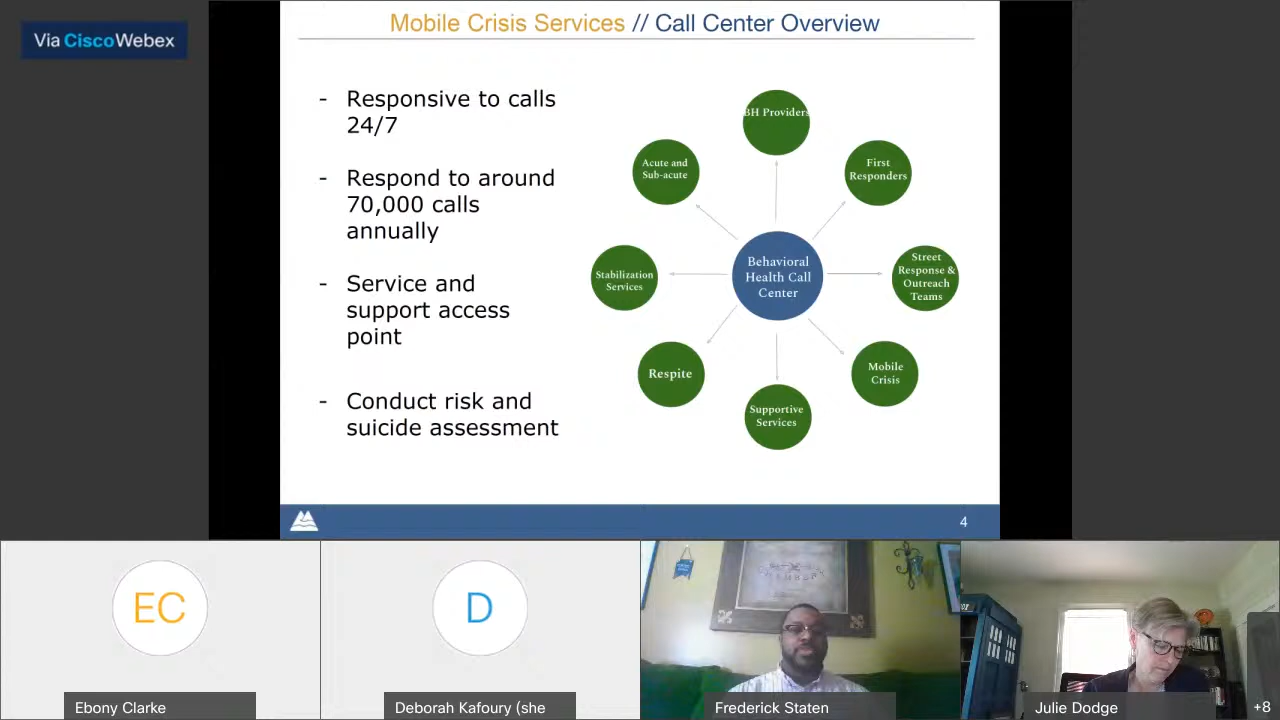 Via Cisco Webex
Mobile Crisis Services // Call Center Overview
- Responsive to calls
24/7
- Respond to around
70,000 calls
annually
- Service and
support access
point
- Conduct risk and
suicide assessment
BH Providers
Acute and
Sub-acute
First
Responders
Behavioral
Health Call
Center
Stabilization
Services
Street
Response &
Outreach
Teams
Respite
Mobile
Crisis
Supportive
Services
4
EC
D
Ebony Clarke
Deborah Kafoury (she
Frederick Staten
Julie Dodge
+8